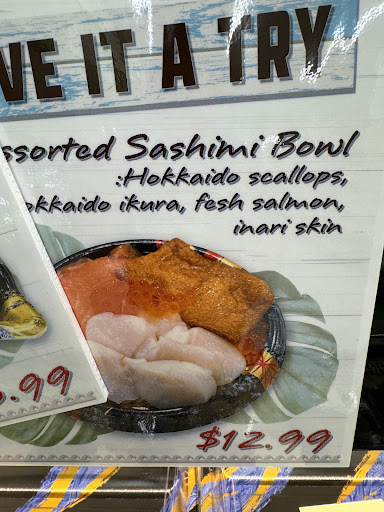 VE IT A TRY
ssorted Sashimi Bowl
:Hokkaido scallops,
okkaido ikura, fesh salmon,
inari skin
.99
$12.99